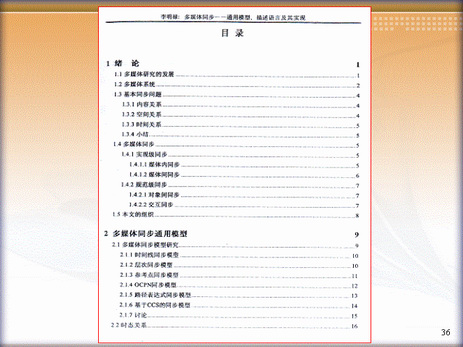 李明禄：多媒体同步——通用模型，描述语言及其实现
目 录
1 绪 论 1
1.1 多媒体研究的发展 1
1.2 多媒体系统 2
1.3 基本同步问题 4
1.3.1 内容关系 4
1.3.2 空间关系 4
1.3.3 时间关系 5
1.3.4 小结 5
1.4 多媒体同步 5
1.4.1 实现级同步 5
1.4.1.1 媒体内同步 5
1.4.1.2 媒体间同步 6
1.4.2 规范级同步 7
1.4.2.1 对象间同步 7
1.4.2.2 交互同步 7
1.5 本文的组织 8
2 多媒体同步通用模型 9
2.1 多媒体同步模型研究 9
2.1.1 时间线同步模型 10
2.1.2 层次同步模型 10
2.1.3 参考点同步模型 11
2.1.4 OCPN同步模型 12
2.1.5 路径表达式同步模型 13
2.1.6 基于CCS的同步模型 14
2.1.7 讨论 15
2.2 时态关系 16
36